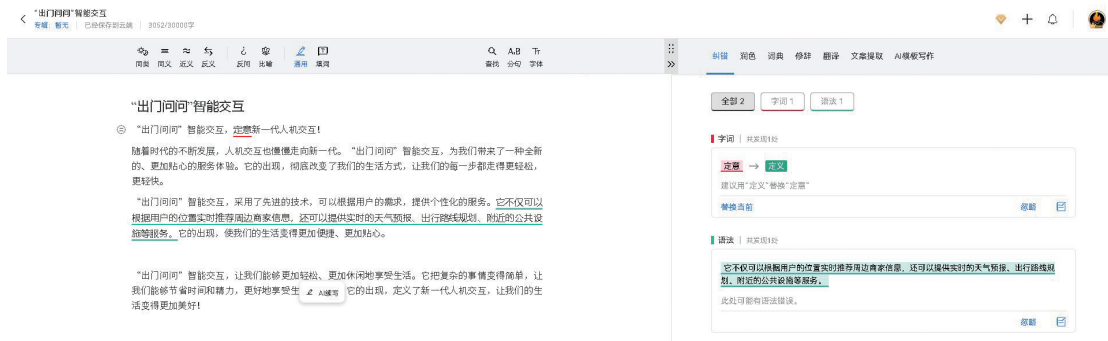 “出门问问”智能交互
专辑：暂无 | 已经保存到云端 | 2052/20000字
同类 同义 近义 反义 反问 比喻 通用 填词 查找 分句 字体
纠错 润色 词典 修辞 翻译 文案提取 AI模板写作
“出门问问”智能交互
“出门问问”智能交互，定意新一代人机交互！
随着时代的不断发展，人机交互也慢慢走向新一代。“出门问问”智能交互，为我们带来了一种全新
的、更加贴心的服务体验。它的出现，彻底改变了我们的生活方式，让我们的每一步都走得更轻松，
更轻快。
“出门问问”智能交互，采用了先进的技术，可以根据用户的需求，提供个性化的服务。它不仅可以
根据用户的位置实时推荐周边商家信息，还可以提供实时的天气预报、出行路线规划、附近的公共设
施等服务。它的出现，使我们的生活变得更加便捷、更加贴心。
“出门问问”智能交互，让我们能够更加轻松、更加休闲地享受生活。它把复杂的事情变得简单，让
我们能够节省时间和精力，更好地享受生
AI缩写
它的出现，定义了新一代人机交互，让我们的生
活变得更加美好！
全部 2 字词 1 语法 1
字词 | 共发现1处
定意 → 定义
建议用“定义”替换“定意”
替换当前 忽略
语法 | 共发现1处
它不仅可以根据用户的位置实时推荐周边商家信息，还可以提供实时的天气预报、出行路线规
划、附近的公共设施等服务。
此处可能有语法错误。
忽略